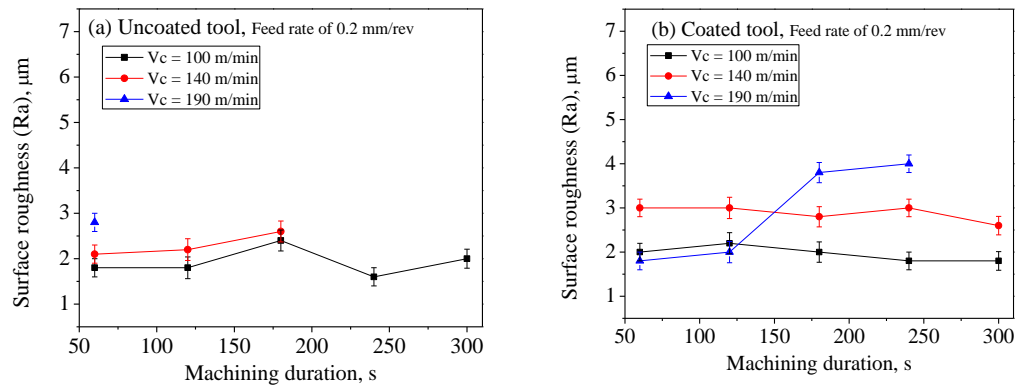 (a) Uncoated tool, Feed rate of 0.2 mm/rev
Vc = 100 m/min
Vc = 140 m/min
Vc = 190 m/min
Surface roughness (Ra), μm
7
6
5
4
3
2
1
50 100 150 200 250 300
Machining duration, s
(b) Coated tool, Feed rate of 0.2 mm/rev
Vc = 100 m/min
Vc = 140 m/min
Vc = 190 m/min
Surface roughness (Ra), μm
7
6
5
4
3
2
1
50 100 150 200 250 300
Machining duration, s